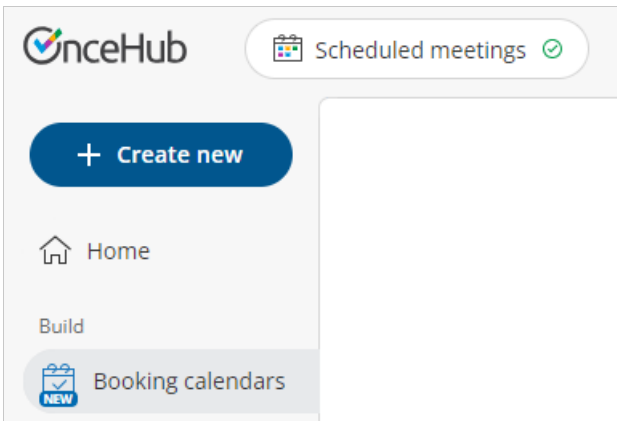 OnceHub
Scheduled meetings
+ Create new
Home
Build
NEW
Booking calendars